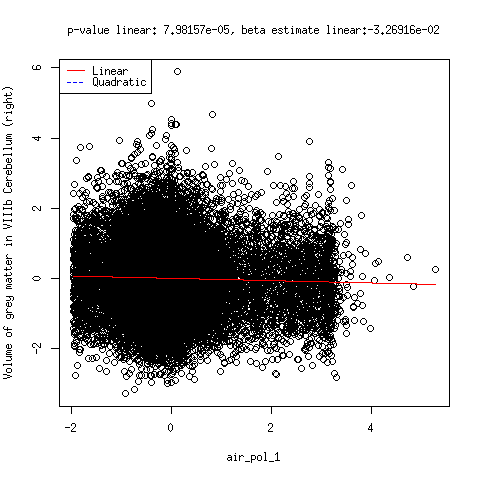 p-value linear: 7.98157e-05, beta estimate linear:-3.26916e-02
Linear
Quadratic
Volume of grey matter in VIIIb Cerebellum (right)
6
4
2
0
-2
-2 0 2 4
air_pol_1